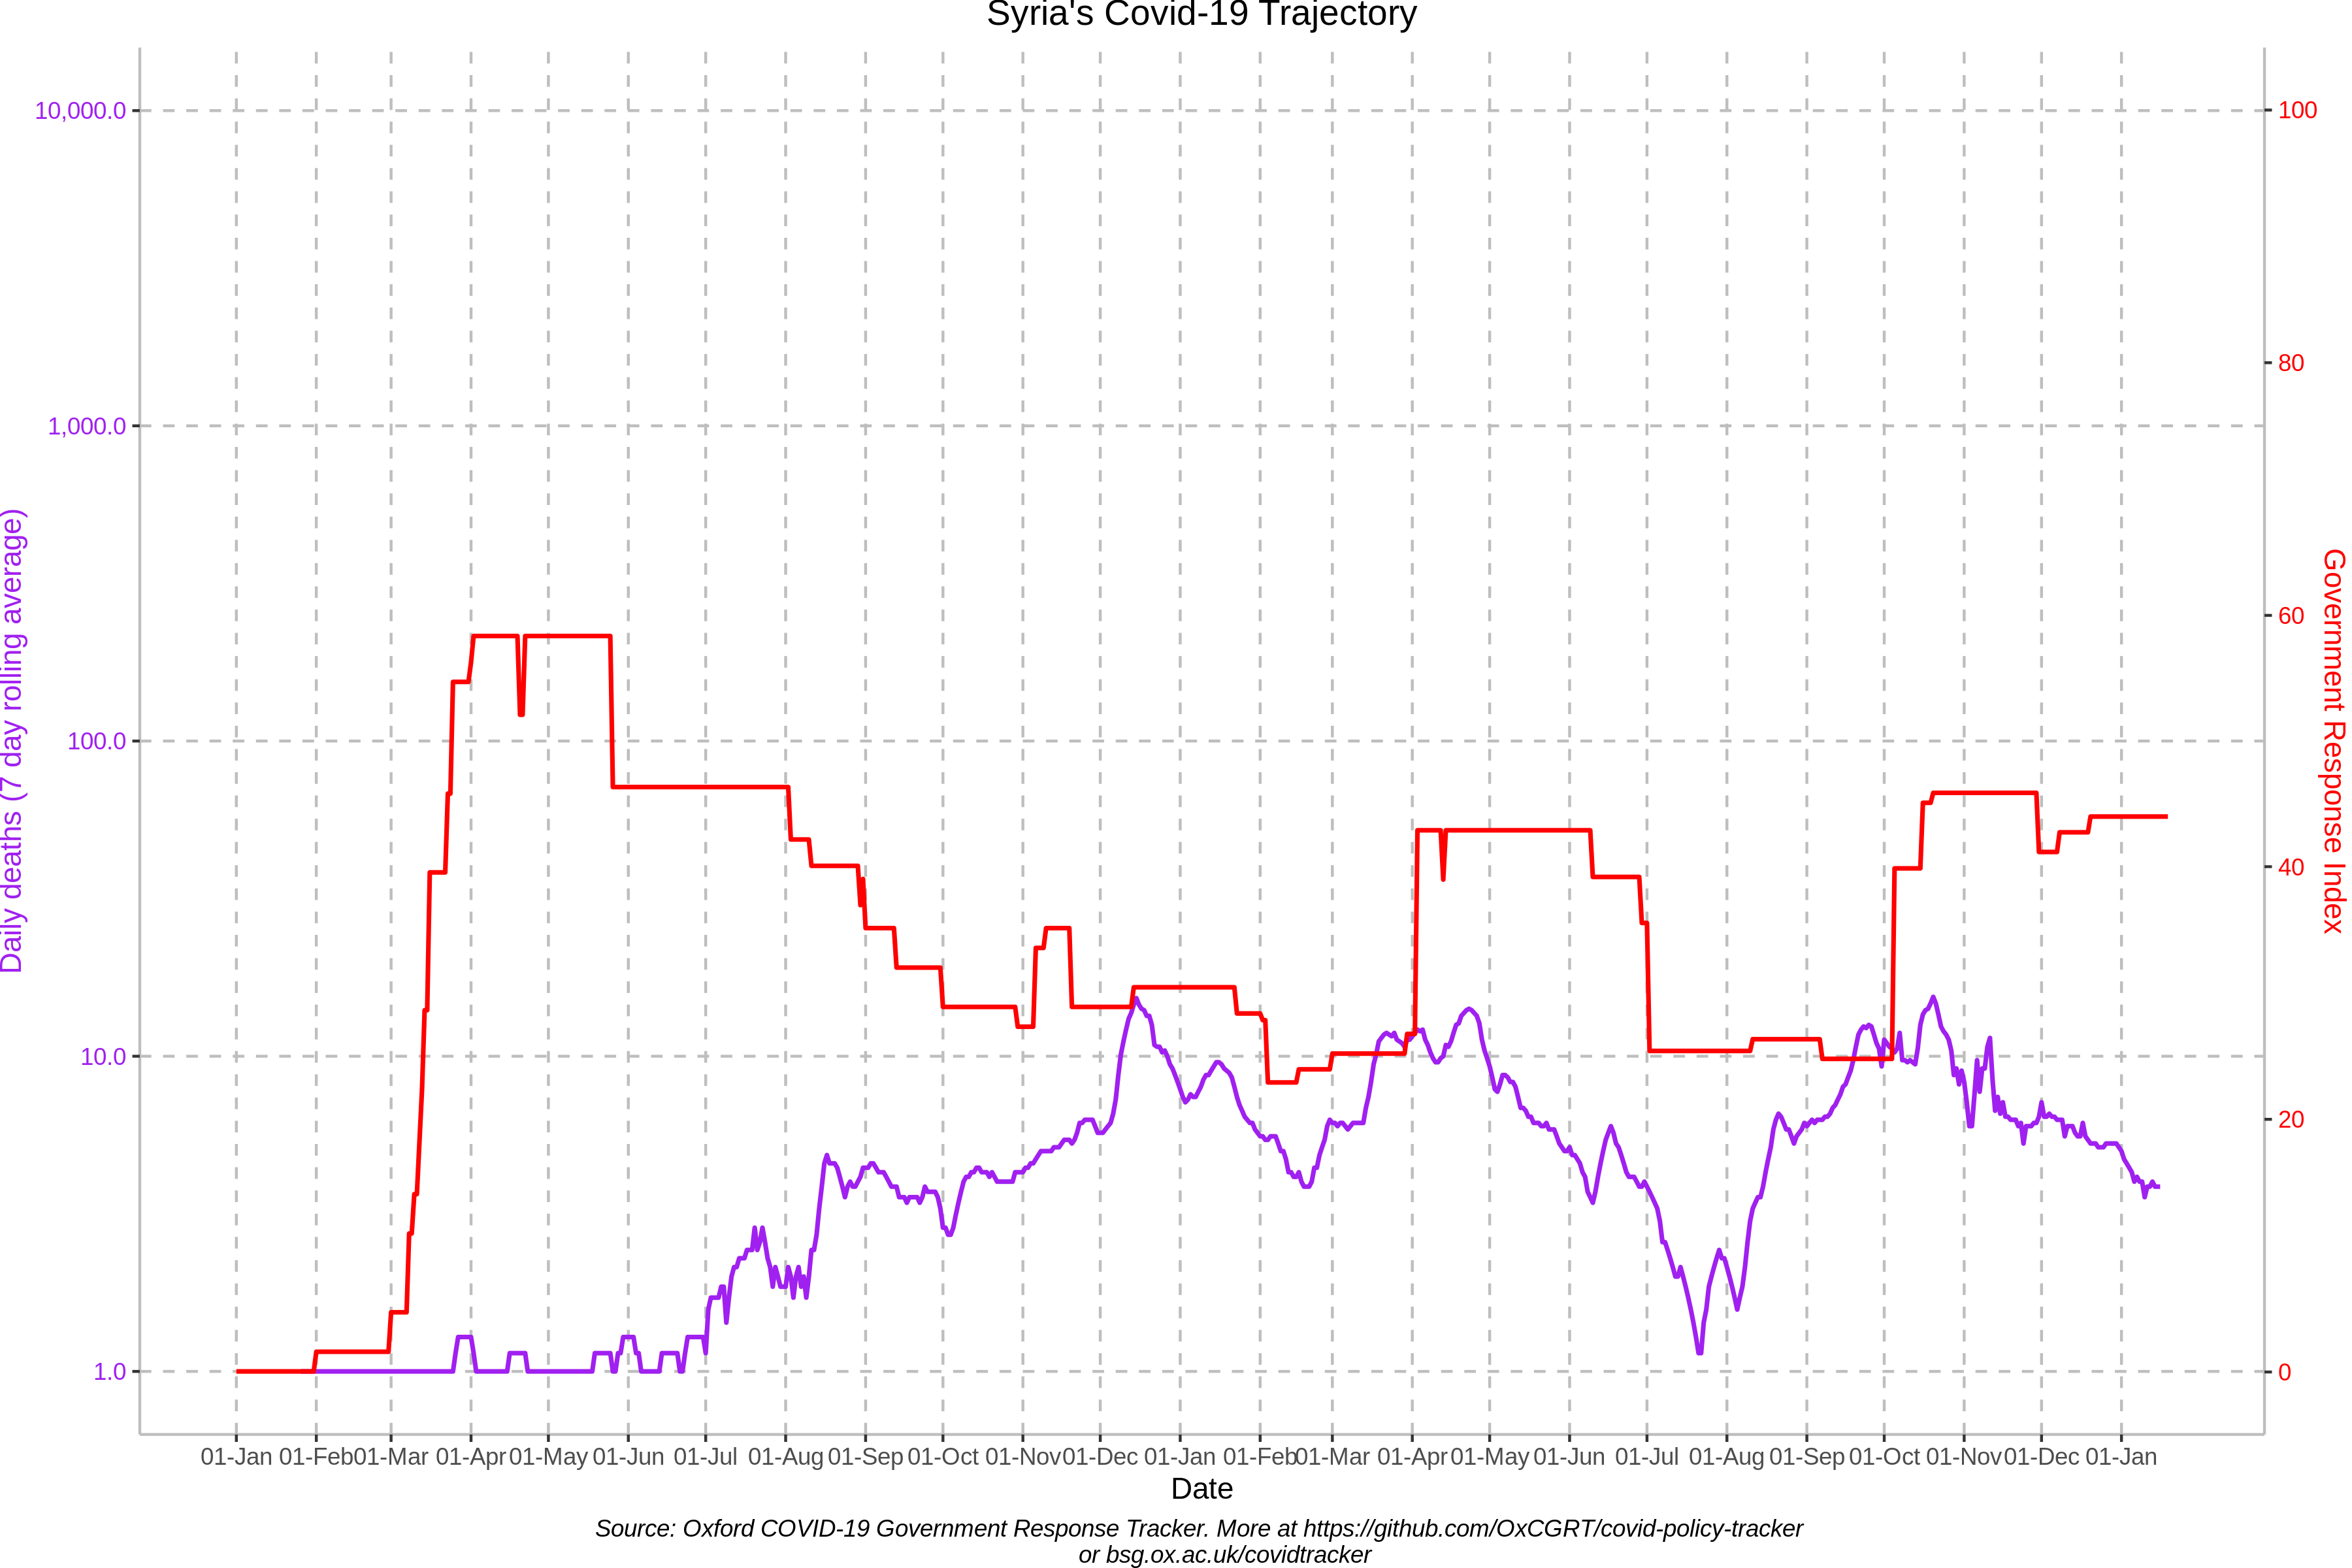 Syria's Covid-19 Trajectory
10,000.0
1,000.0
100.0
10.0
1.0
Daily deaths (7 day rolling average)
100
80
60
40
20
0
Government Response Index
01-Jan 01-Feb 01-Mar 01-Apr 01-May 01-Jun 01-Jul 01-Aug 01-Sep 01-Oct 01-Nov 01-Dec 01-Jan 01-Feb 01-Mar 01-Apr 01-May 01-Jun 01-Jul 01-Aug 01-Sep 01-Oct 01-Nov 01-Dec 01-Jan
Date
Source: Oxford COVID-19 Government Response Tracker. More at https://github.com/OxCGRT/covid-policy-tracker
or bsg.ox.ac.uk/covidtracker